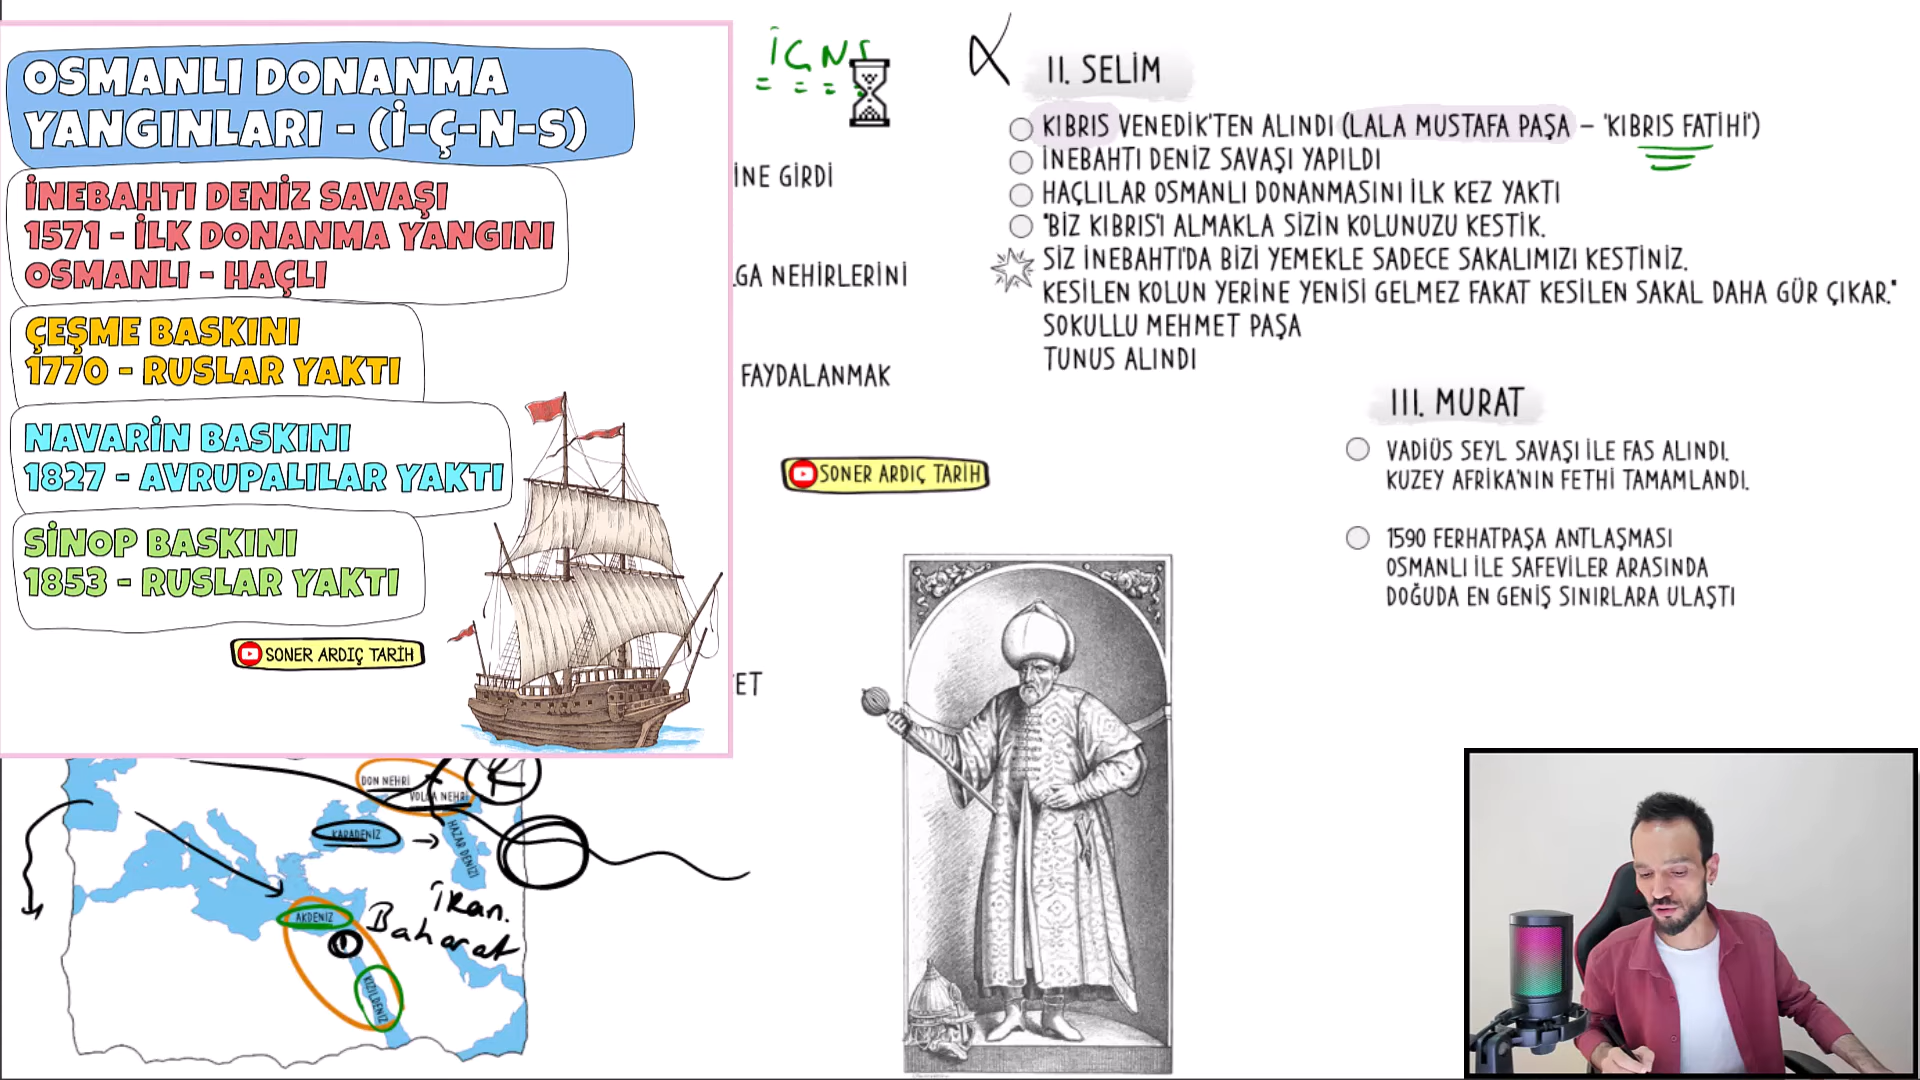 OSMANLI DONANMA
YANGINLARI - (İ-Ç-N-S)
İNEBAHTI DENİZ SAVAŞI
1571 - İLK DONANMA YANGINI
OSMANLI - HAÇLI
ÇEŞME BASKINI
1770 - RUSLAR YAKTI
NAVARİN BASKINI
1827 - AVRUPALILAR YAKTI
SİNOP BASKINI
1853 - RUSLAR YAKTI
SONER ARDIÇ TARİH
İÇNS
İNE GİRDİ
LGA NEHİRLERİNİ
FAYDALANMAK
SONER ARDIÇ TARİH
ET
II. SELİM
KIBRIS VENEDİK'TEN ALINDI (LALA MUSTAFA PAŞA – 'KIBRIS FATİHİ')
İNEBAHTI DENİZ SAVAŞI YAPILDI
HAÇLILAR OSMANLI DONANMASINI İLK KEZ YAKTI
"BİZ KIBRIS'I ALMAKLA SİZİN KOLUNUZU KESTİK.
SİZ İNEBAHTI'DA BİZİ YEMEKLE SADECE SAKALIMIZI KESTİNİZ.
KESİLEN KOLUN YERİNE YENİSİ GELMEZ FAKAT KESİLEN SAKAL DAHA GÜR ÇIKAR."
SOKULLU MEHMET PAŞA
TUNUS ALINDI
III. MURAT
VADİÜS SEYL SAVAŞI İLE FAS ALINDI.
KUZEY AFRİKA'NIN FETHİ TAMAMLANDI.
1590 FERHATPAŞA ANTLAŞMASI
OSMANLI İLE SAFEVİLER ARASINDA
DOĞUDA EN GENİŞ SINIRLARA ULAŞTI
DON NEHRİ
VOLGA NEHRİ
KARADENİZ
HAZAR DENİZİ
AKDENİZ
KIZILDENİZ
İran.
Baharat